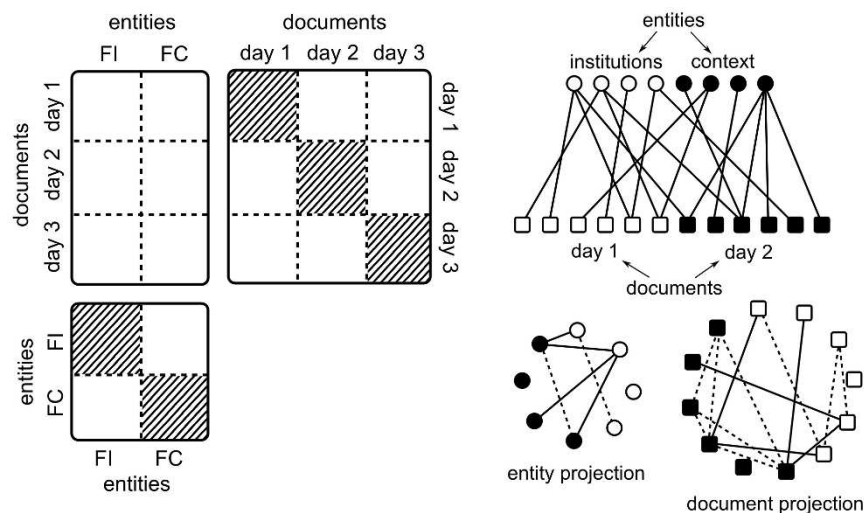 entities
FI FC
documents
day 1
day 2
day 3
documents
day 1 day 2 day 3
day 1
day 2
day 3
entities
FI
FC
FI FC
entities
entities
institutions context
day 1 day 2
documents
entity projection
document projection